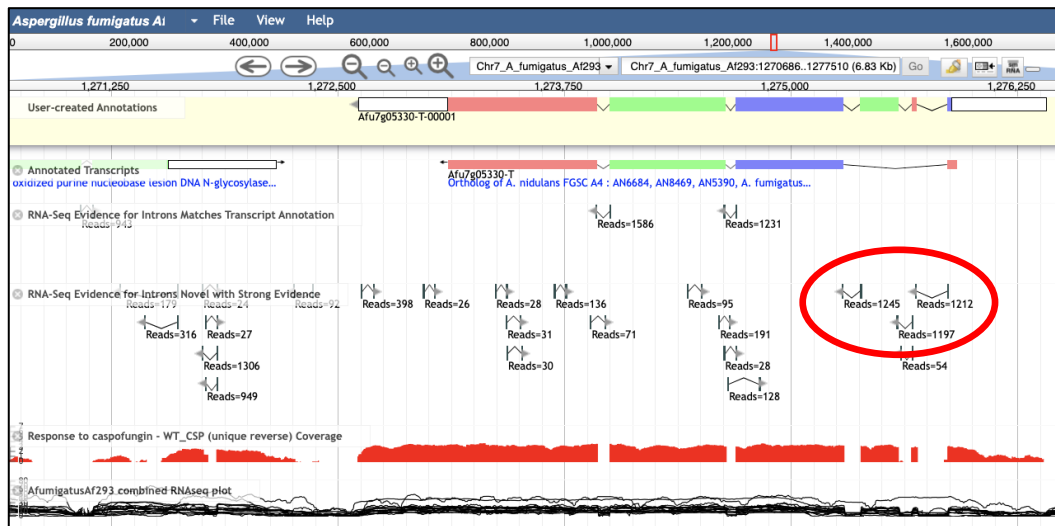 Aspergillus fumigatus Af File View Help
0 200,000 400,000 600,000 800,000 1,000,000 1,200,000 1,400,000 1,600,000
Chr7_A_fumigatus_Af293 Chr7_A_fumigatus_Af293:1270686..1277510 (6.83 Kb) Go RNA
1,271,250 1,272,500 1,273,750 1,275,000 1,276,250
User-created Annotations
Afu7g05330-T-00001
Annotated Transcripts
Afu7g05330-T
oxidized purine nucleobase lesion DNA N-glycosylase... Ortholog of A. nidulans FGSC A4 : AN6684, AN8469, AN5390, A. fumigatus...
RNA-Seq Evidence for Introns Matches Transcript Annotation
Reads=943 Reads=1586 Reads=1231
RNA-Seq Evidence for Introns Novel with Strong Evidence
Reads=179 Reads=24 Reads=92 Reads=398 Reads=26 Reads=28 Reads=136 Reads=95 Reads=1245 Reads=1212
Reads=316 Reads=27 Reads=31 Reads=71 Reads=191 Reads=1197
Reads=1306 Reads=30 Reads=28 Reads=54
Reads=949 Reads=128
Response to caspofungin - WT_CSP (unique reverse) Coverage
AfumigatusAf293 combined RNAseq plot